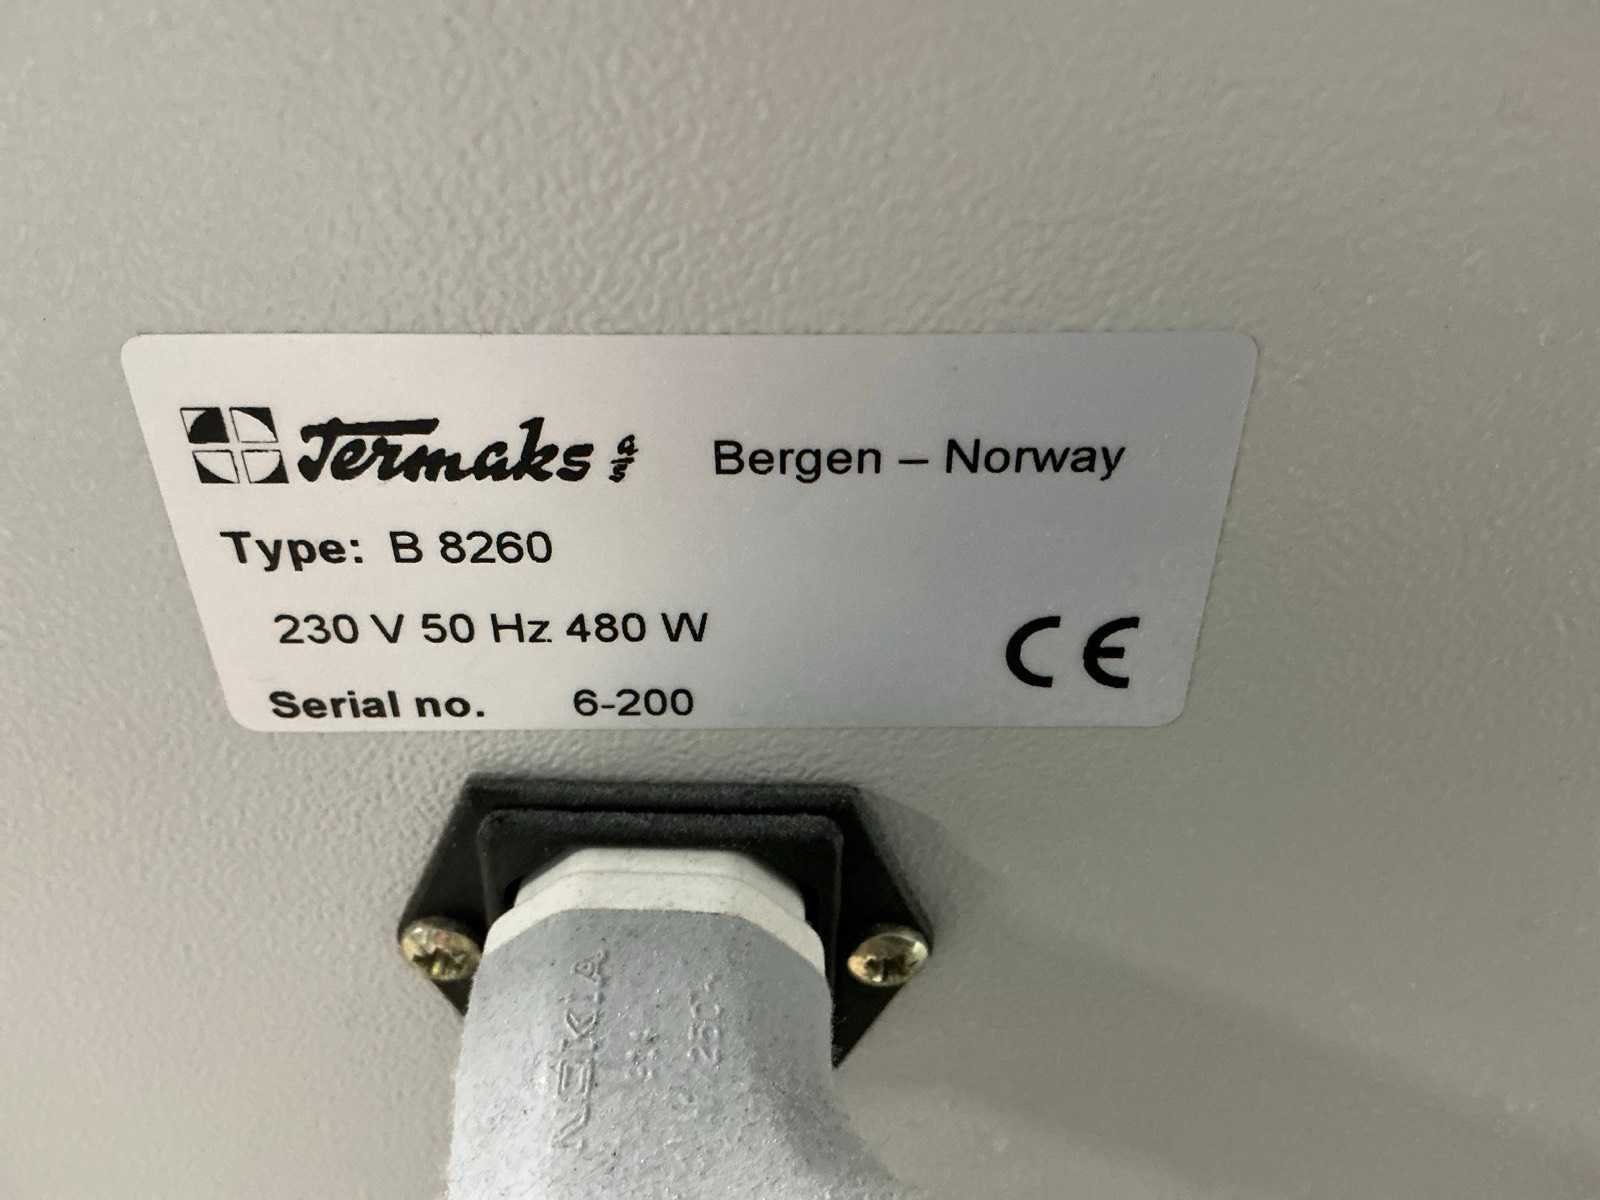 Termaks a/s Bergen – Norway
Type: B 8260
230 V 50 Hz 480 W
CE
Serial no. 6-200